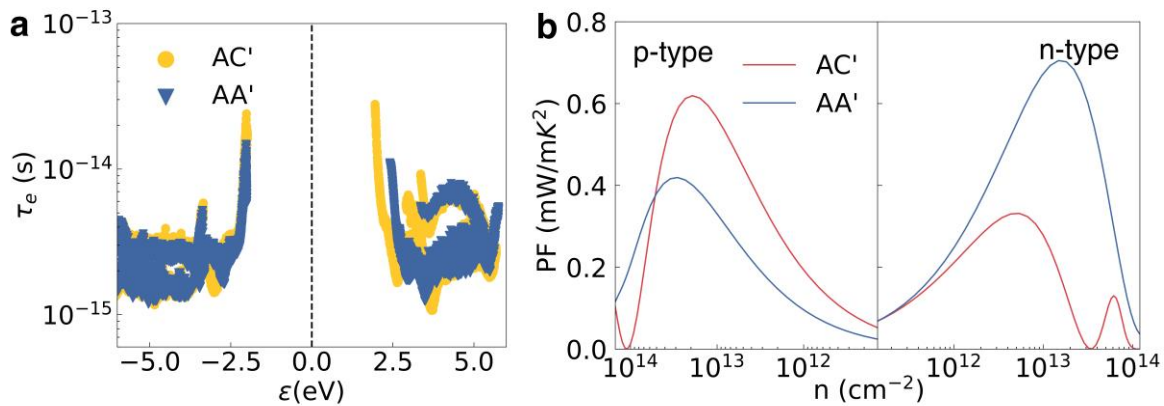 a
10⁻¹³
10⁻¹⁴
10⁻¹⁵
τₑ (s)
AC'
AA'
−5.0 −2.5 0.0 2.5 5.0
ε(eV)
b
0.8
0.6
0.4
0.2
0.0
PF (mW/mK²)
p-type
AC'
AA'
n-type
10¹⁴ 10¹³ 10¹² 10¹² 10¹³ 10¹⁴
n (cm⁻²)